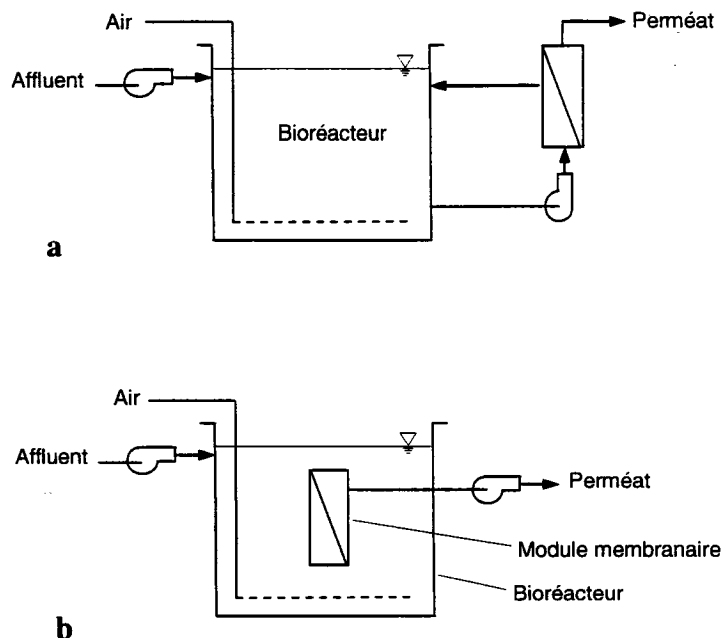 Air
Perméat
Affluent
Bioréacteur
a
Air
Affluent
Perméat
Module membranaire
Bioréacteur
b